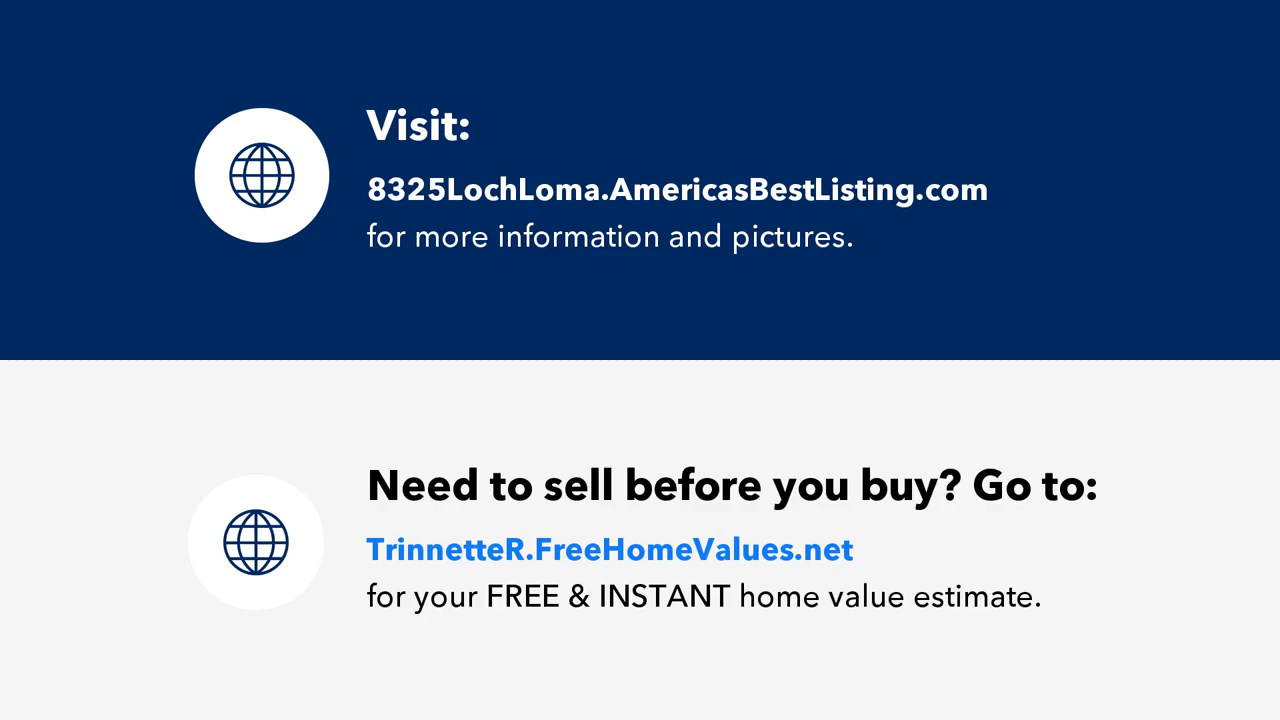 Visit:
8325LochLoma.AmericasBestListing.com
for more information and pictures.
Need to sell before you buy? Go to:
TrinnetteR.FreeHomeValues.net
for your FREE & INSTANT home value estimate.